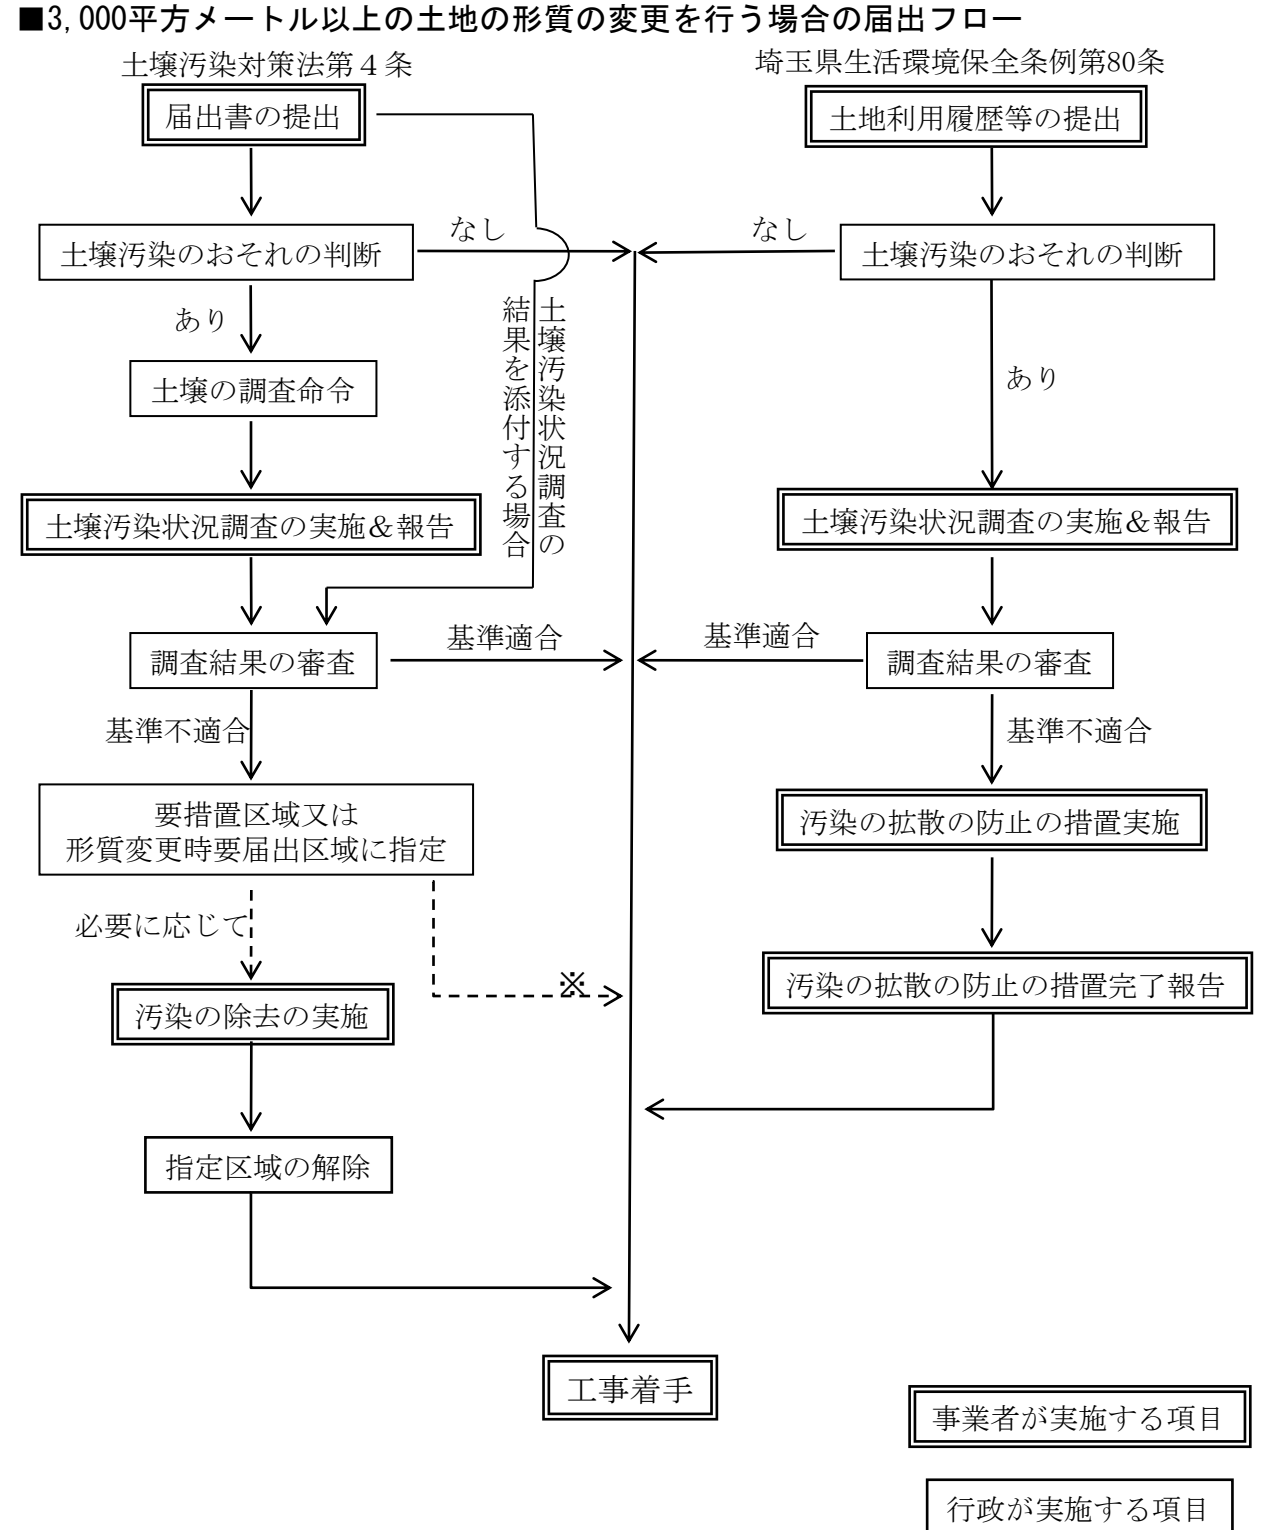 ■3,000平方メートル以上の土地の形質の変更を行う場合の届出フロー
土壌汚染対策法第４条
届出書の提出
土壌汚染のおそれの判断
なし
あり
土壌の調査命令
土壌汚染状況調査の
結果を添付する場合
土壌汚染状況調査の実施＆報告
調査結果の審査
基準適合
基準不適合
要措置区域又は
形質変更時要届出区域に指定
必要に応じて
※
汚染の除去の実施
指定区域の解除
埼玉県生活環境保全条例第80条
土地利用履歴等の提出
なし
土壌汚染のおそれの判断
あり
土壌汚染状況調査の実施＆報告
基準適合
調査結果の審査
基準不適合
汚染の拡散の防止の措置実施
汚染の拡散の防止の措置完了報告
工事着手
事業者が実施する項目
行政が実施する項目